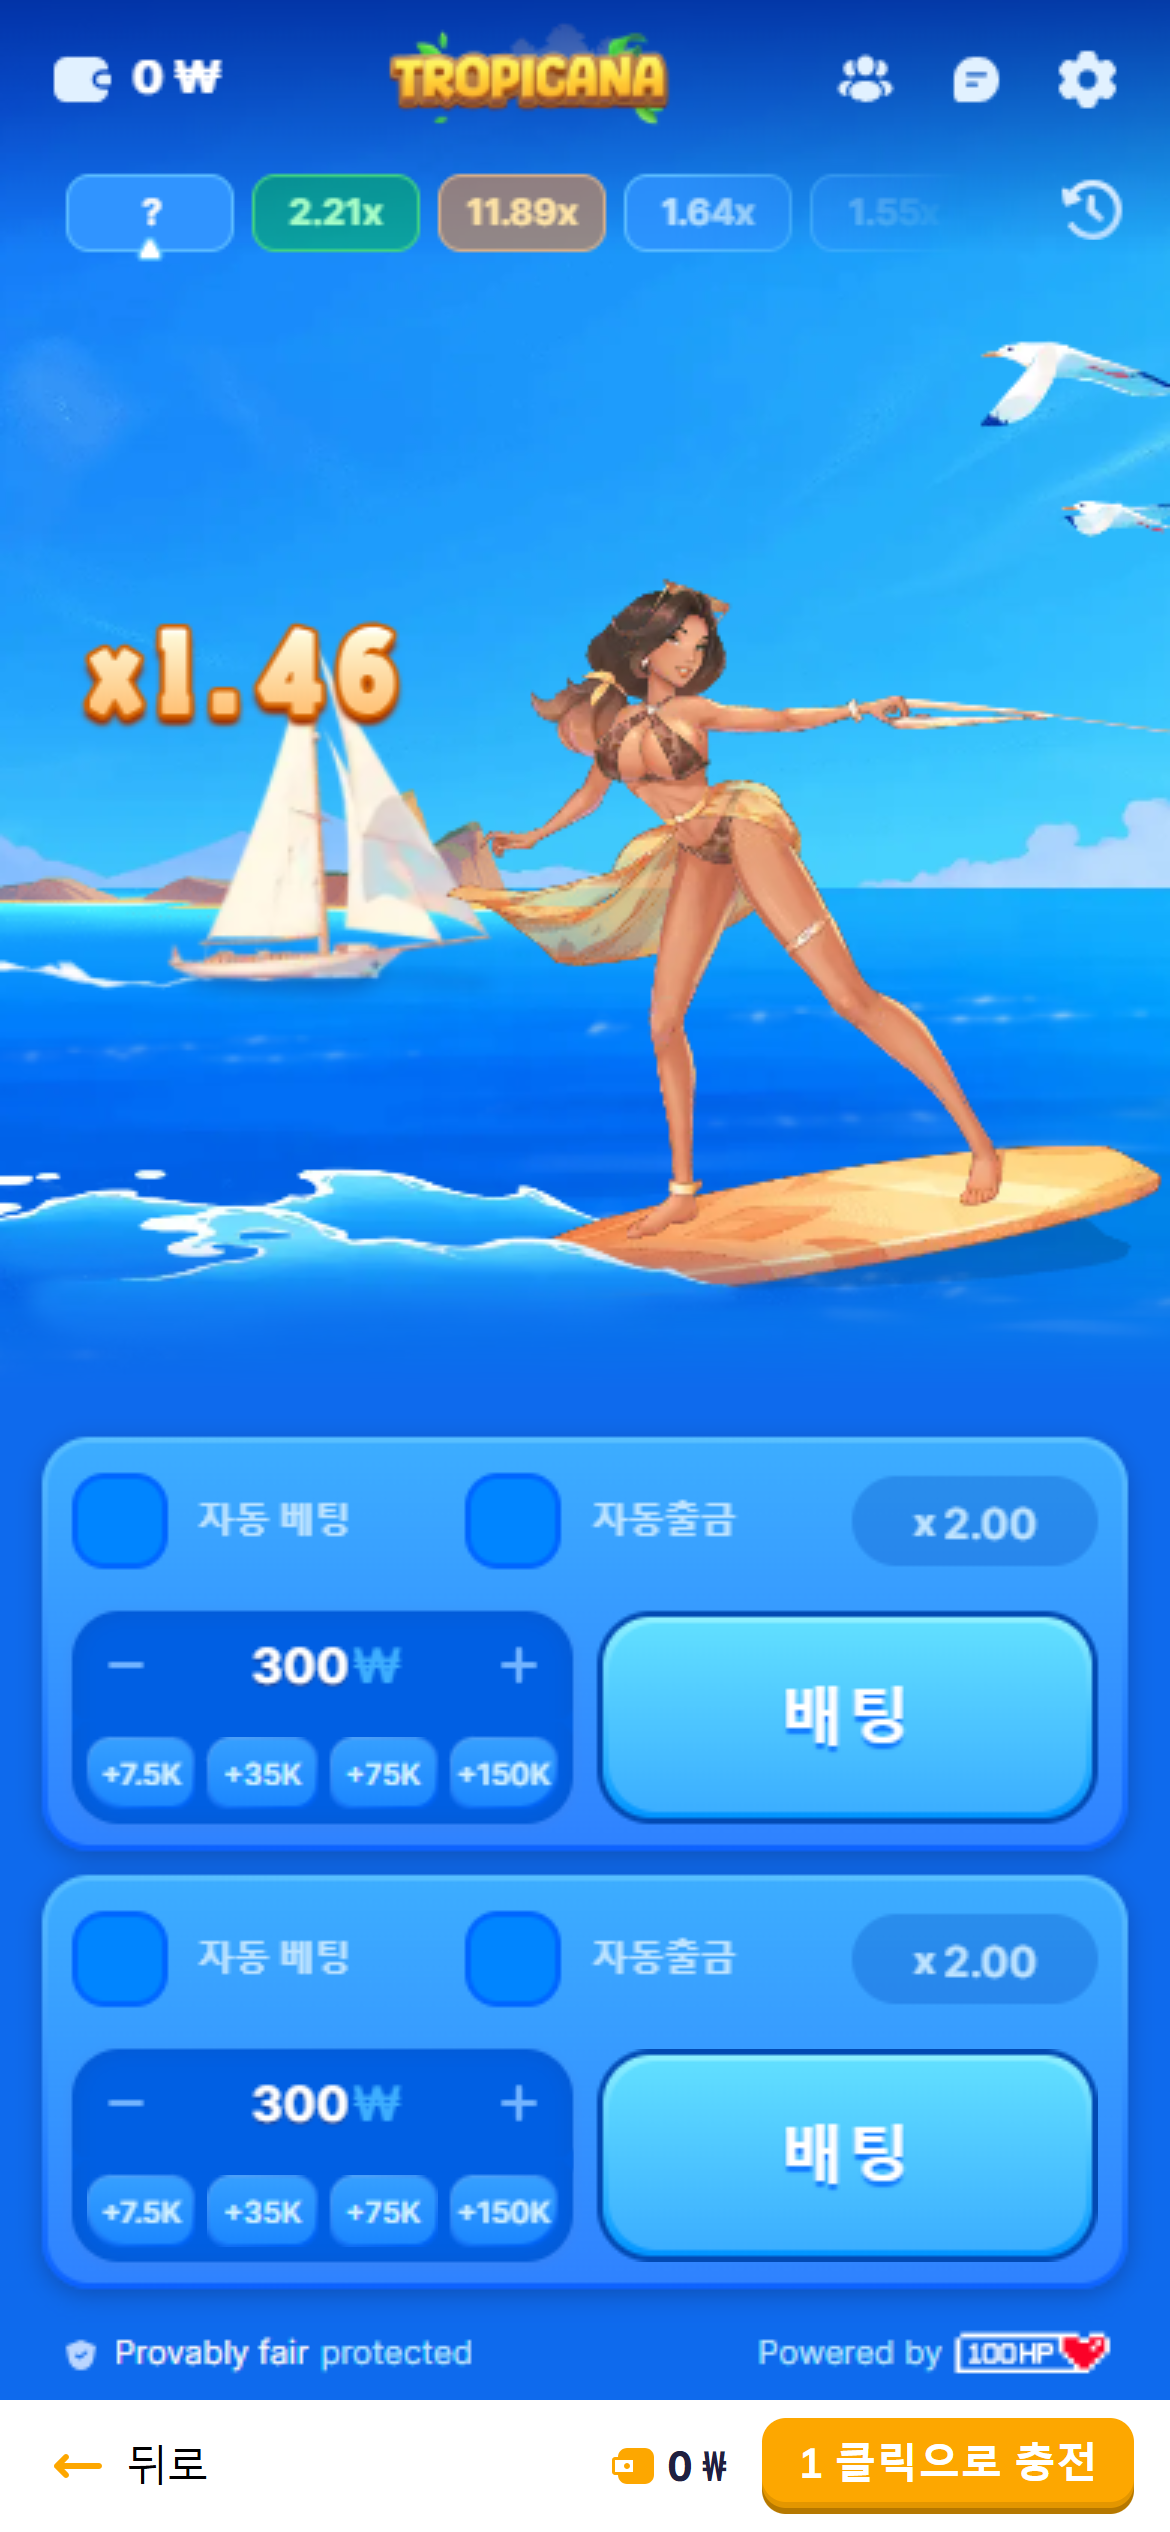 0 ₩
TROPICANA
?
2.21x
11.89x
1.64x
1.55x
x1.46
자동 베팅
자동출금
x 2.00
300₩
+7.5K
+35K
+75K
+150K
배팅
자동 베팅
자동출금
x 2.00
300₩
+7.5K
+35K
+75K
+150K
배팅
Provably fair protected
Powered by 100HP
뒤로
0 ₩
1 클릭으로 충전